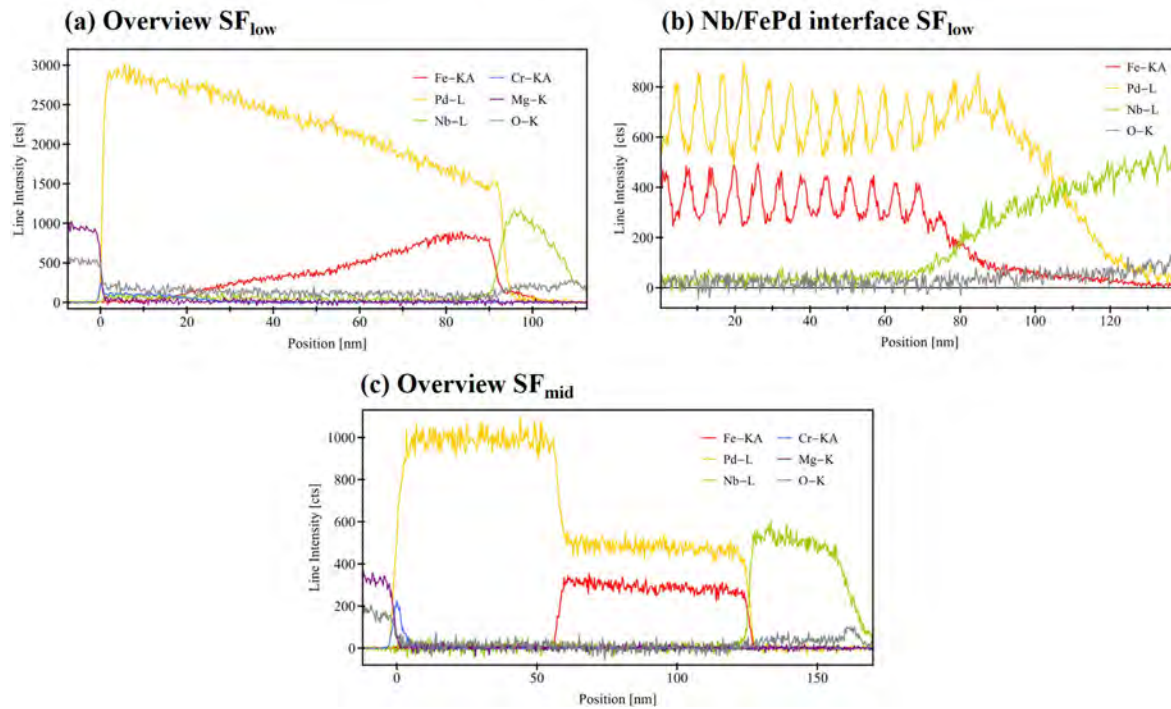 (a) Overview SFlow
3000
2500
2000
1500
1000
500
0
Line Intensity [cts]
Fe−KA
Pd−L
Nb−L
Cr−KA
Mg−K
O−K
0
20
40
60
80
100
Position [nm]
(b) Nb/FePd interface SFlow
800
600
400
200
0
Line Intensity [cts]
Fe−KA
Pd−L
Nb−L
O−K
20
40
60
80
100
120
Position [nm]
(c) Overview SFmid
1000
800
600
400
200
0
Line Intensity [cts]
Fe−KA
Pd−L
Nb−L
Cr−KA
Mg−K
O−K
0
50
100
150
Position [nm]